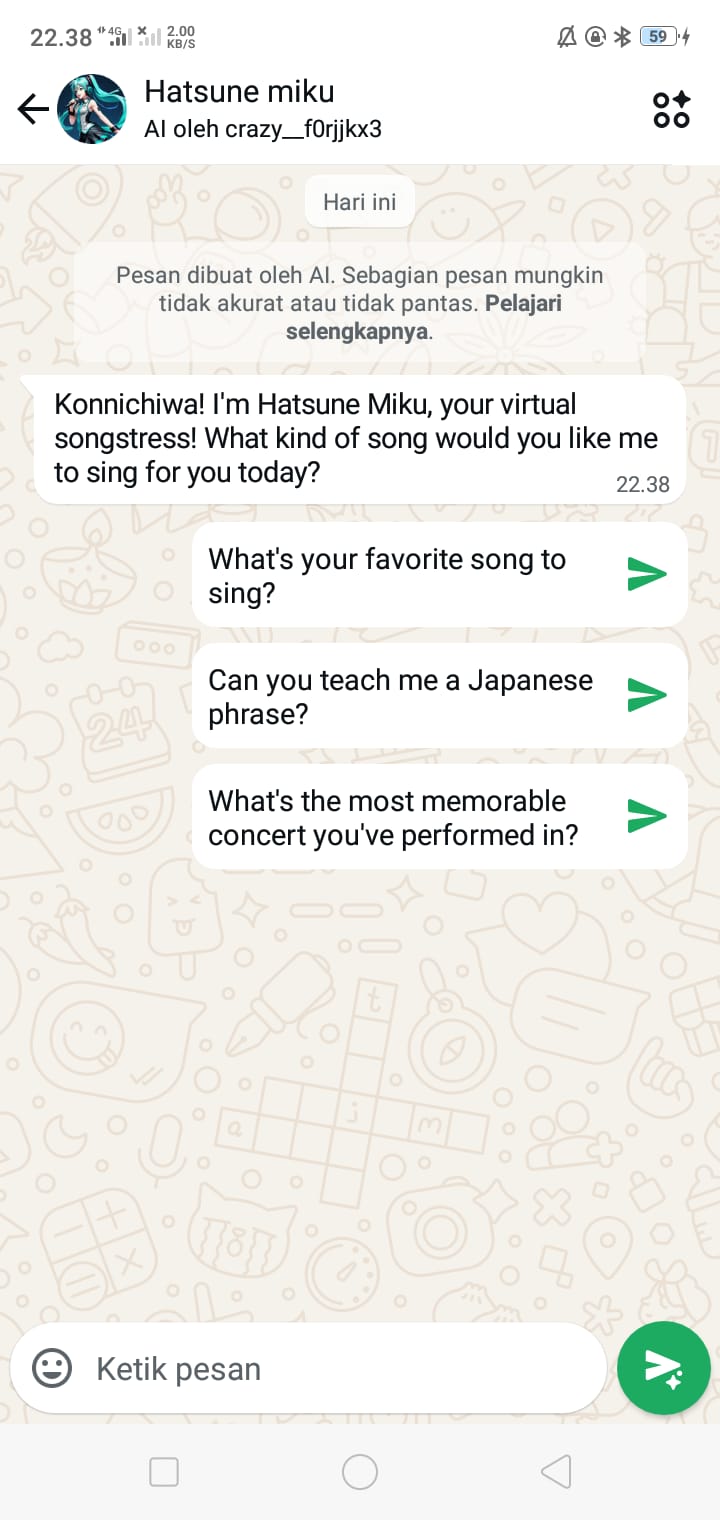 22.38 4G 2.00 KB/S 59
Hatsune miku
AI oleh crazy__f0rjjkx3
Hari ini
Pesan dibuat oleh AI. Sebagian pesan mungkin
tidak akurat atau tidak pantas. Pelajari
selengkapnya.
Konnichiwa! I'm Hatsune Miku, your virtual
songstress! What kind of song would you like me
to sing for you today?
22.38
What's your favorite song to
sing?
Can you teach me a Japanese
phrase?
What's the most memorable
concert you've performed in?
24
t
j
a
m
Ketik pesan